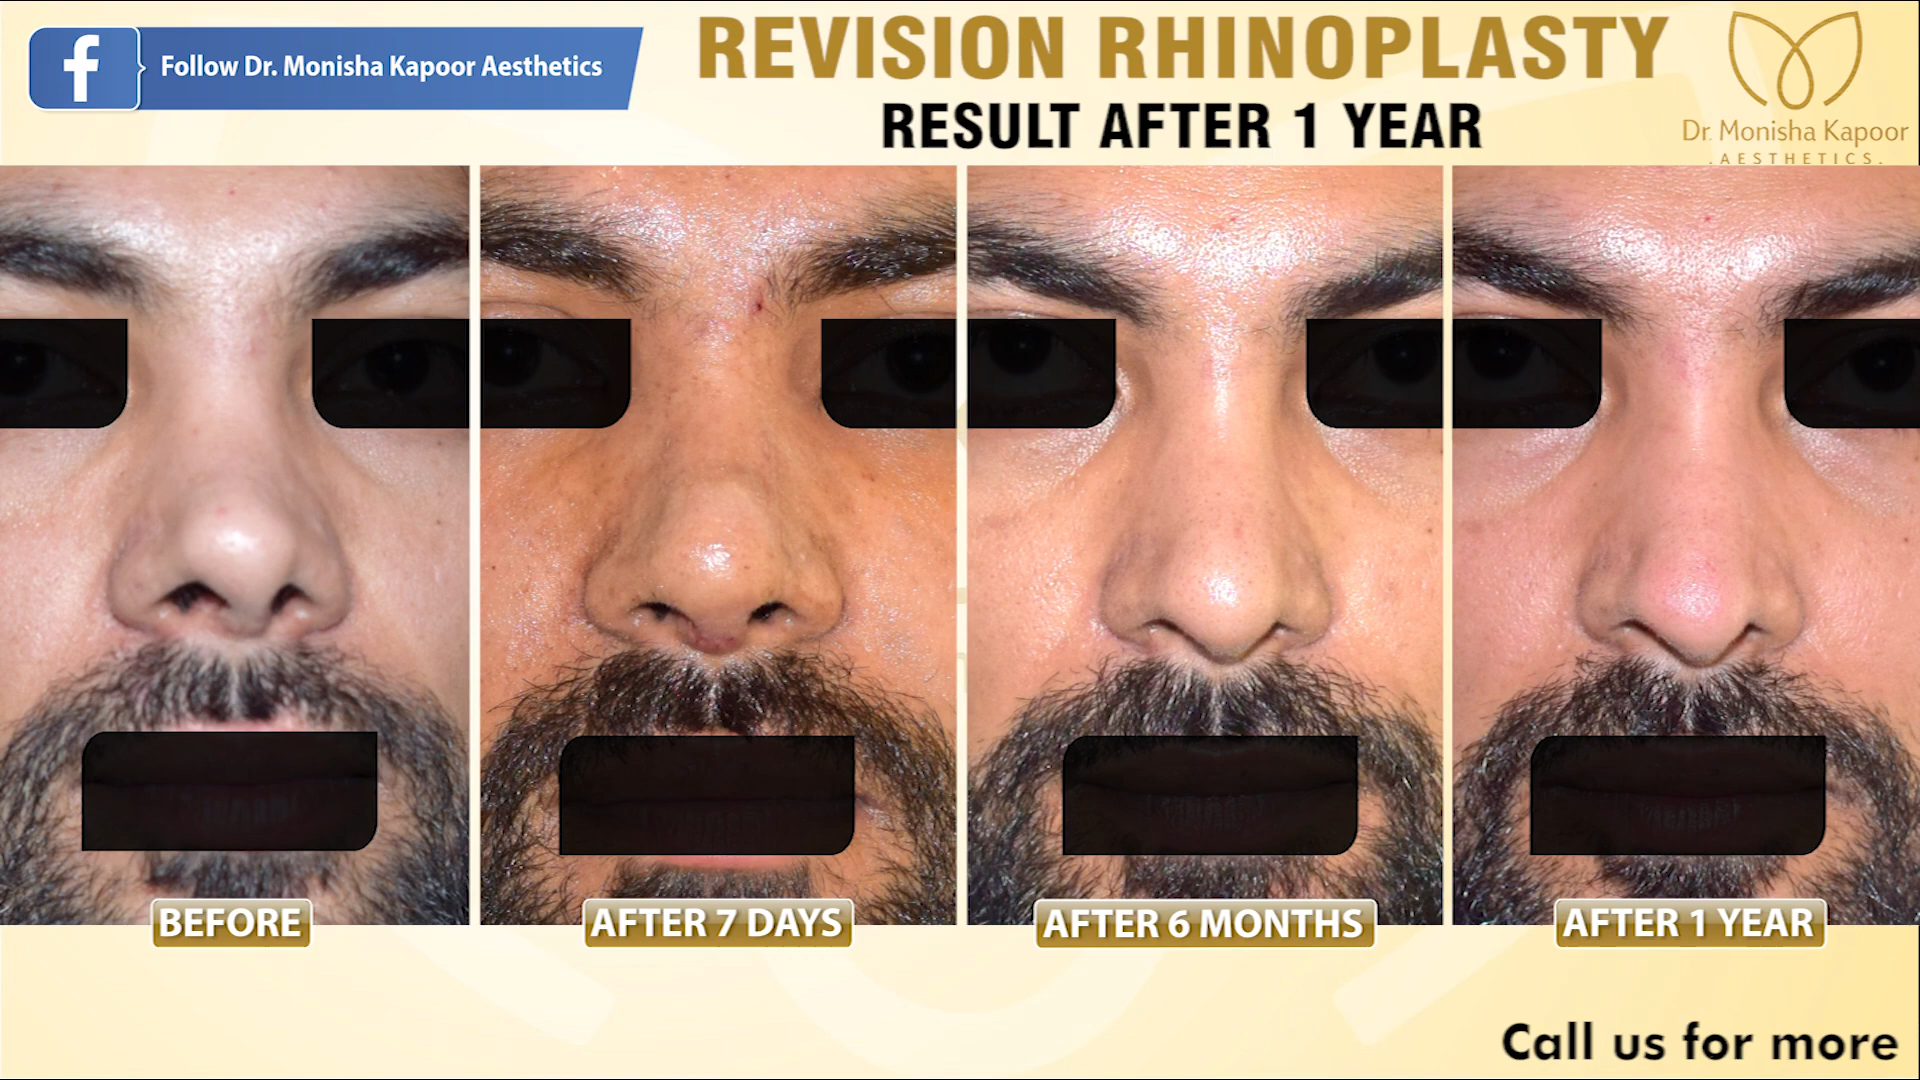 f
Follow Dr. Monisha Kapoor Aesthetics
REVISION RHINOPLASTY
RESULT AFTER 1 YEAR
Dr. Monisha Kapoor
.AESTHETICS.
BEFORE
AFTER 7 DAYS
AFTER 6 MONTHS
AFTER 1 YEAR
Call us for more